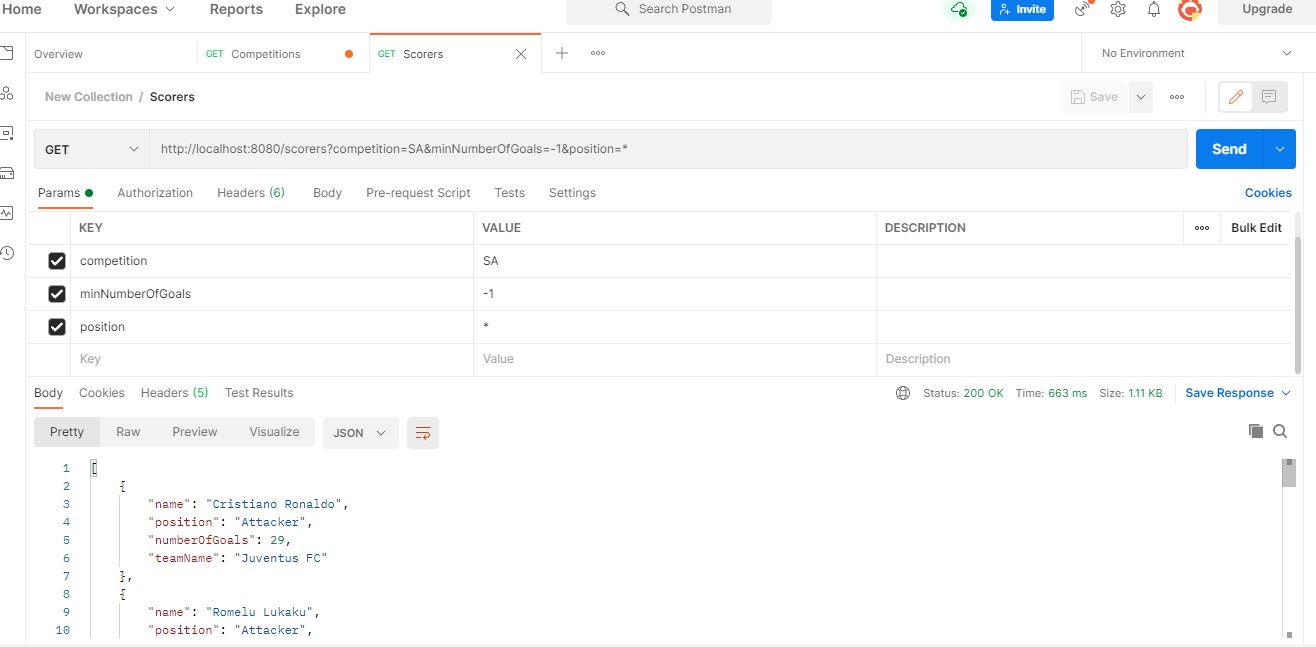 Home Workspaces Reports Explore Search Postman Invite Upgrade
Overview GET Competitions GET Scorers No Environment
New Collection / Scorers Save
GET http://localhost:8080/scorers?competition=SA&minNumberOfGoals=-1&position=* Send
Params Authorization Headers (6) Body Pre-request Script Tests Settings Cookies
KEY VALUE DESCRIPTION Bulk Edit
competition SA
minNumberOfGoals -1
position *
Key Value Description
Body Cookies Headers (5) Test Results Status: 200 OK Time: 663 ms Size: 1.11 KB Save Response
Pretty Raw Preview Visualize JSON
1 [
2 {
3 "name": "Cristiano Ronaldo",
4 "position": "Attacker",
5 "numberOfGoals": 29,
6 "teamName": "Juventus FC"
7 },
8 {
9 "name": "Romelu Lukaku",
10 "position": "Attacker",